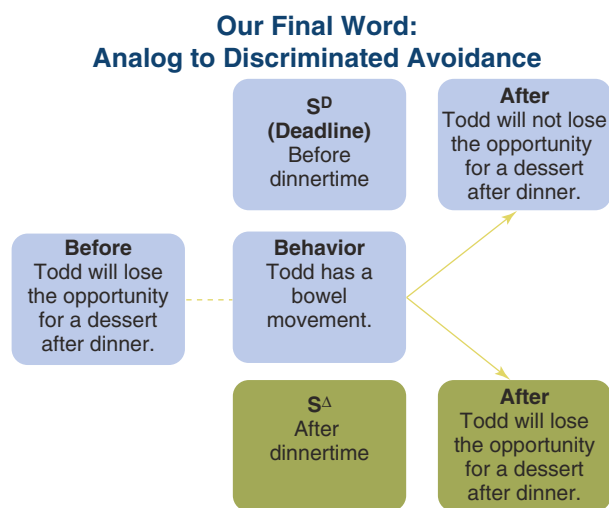 Our Final Word:
Analog to Discriminated Avoidance
S^D
(Deadline)
Before
dinnertime
After
Todd will not lose
the opportunity
for a dessert
after dinner.
Before
Todd will lose
the opportunity
for a dessert
after dinner.
Behavior
Todd has a
bowel
movement.
S^Δ
After
dinnertime
After
Todd will lose
the opportunity
for a dessert
after dinner.